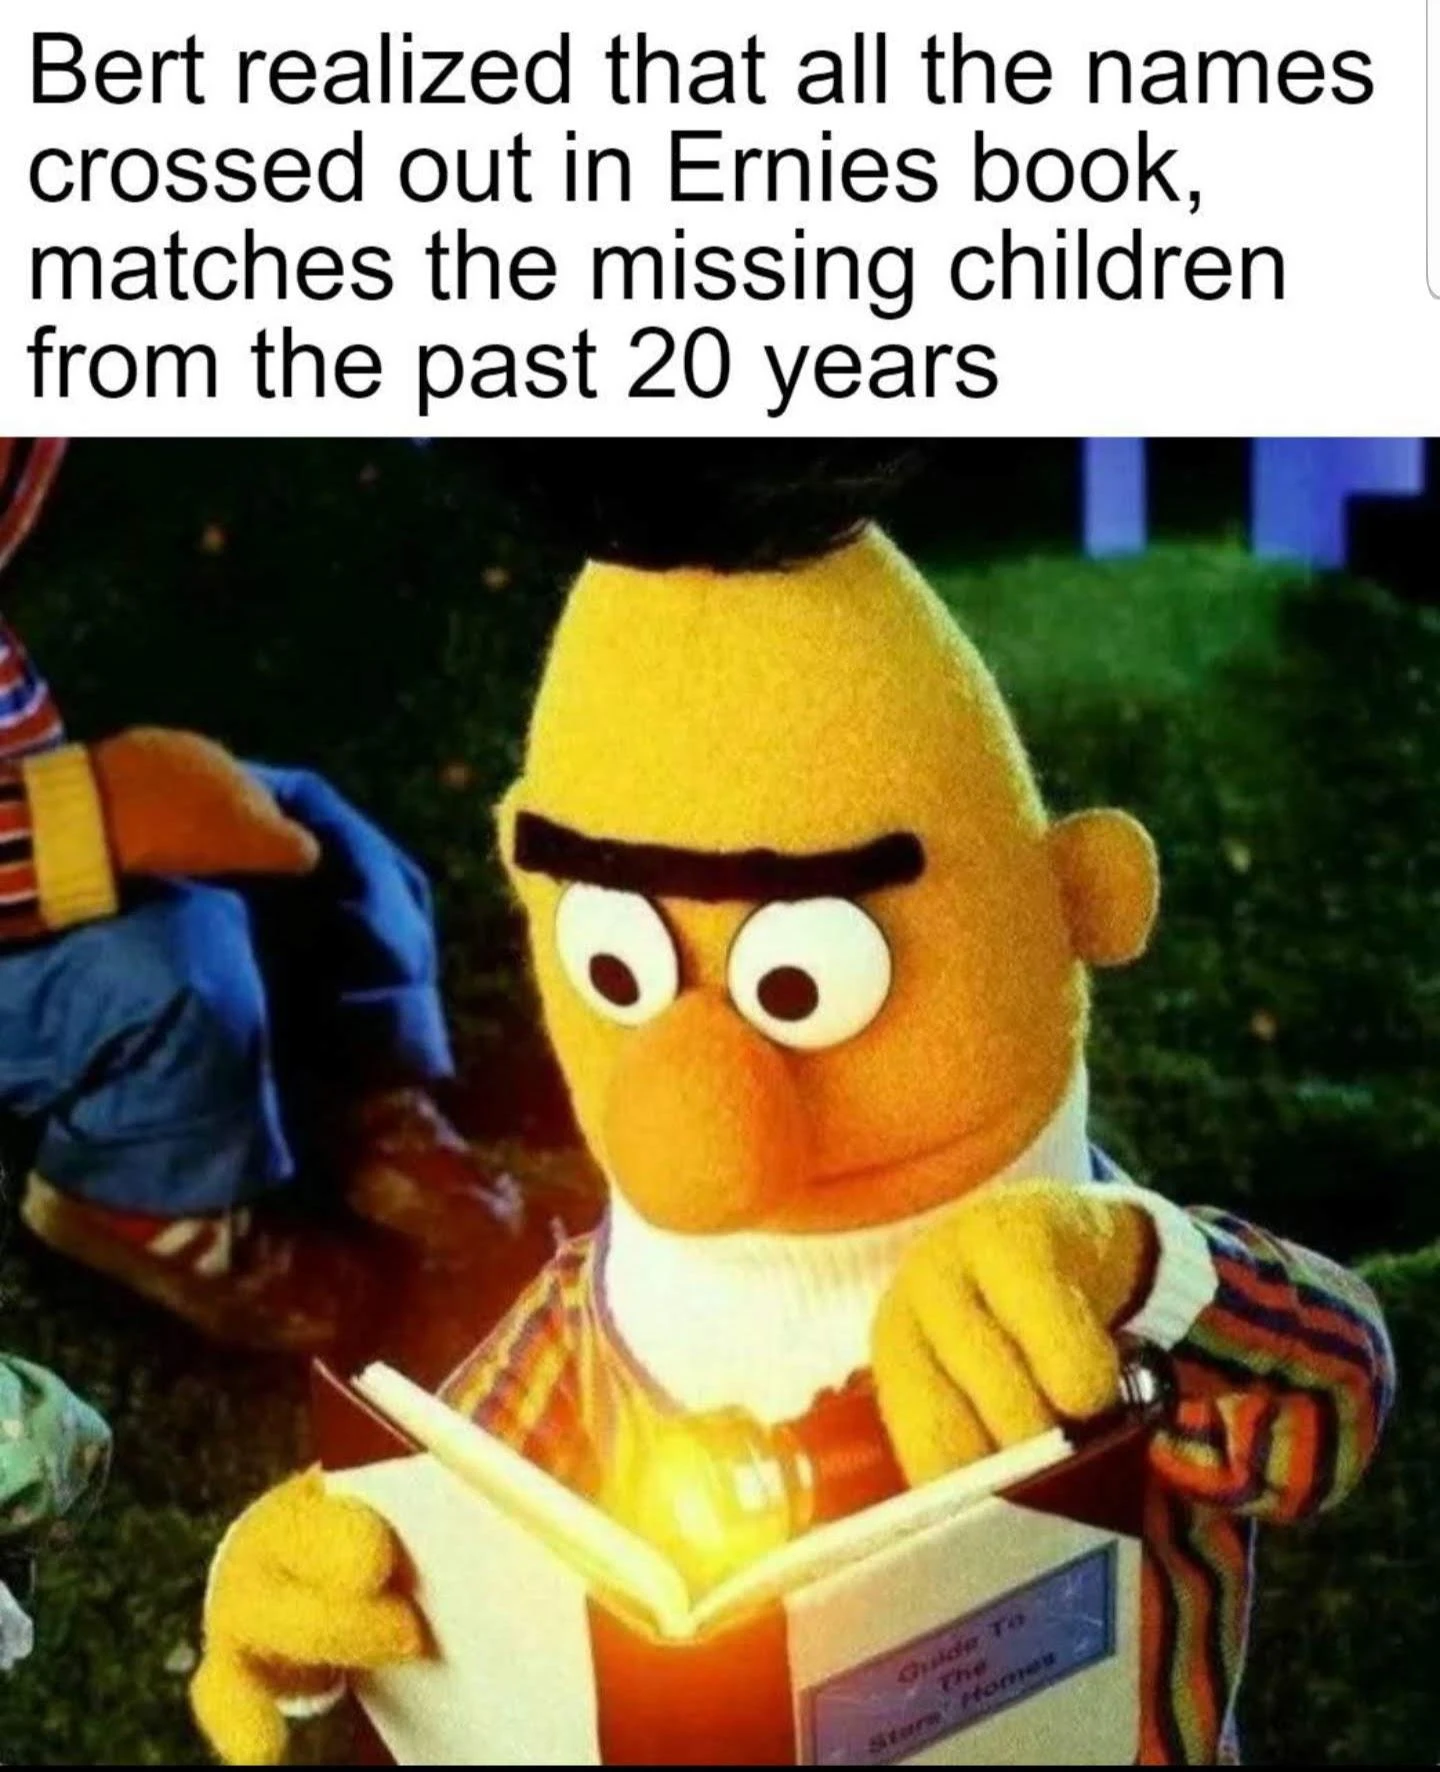 Bert realized that all the names
crossed out in Ernies book,
matches the missing children
from the past 20 years
Guide To
The
Stars' Homes